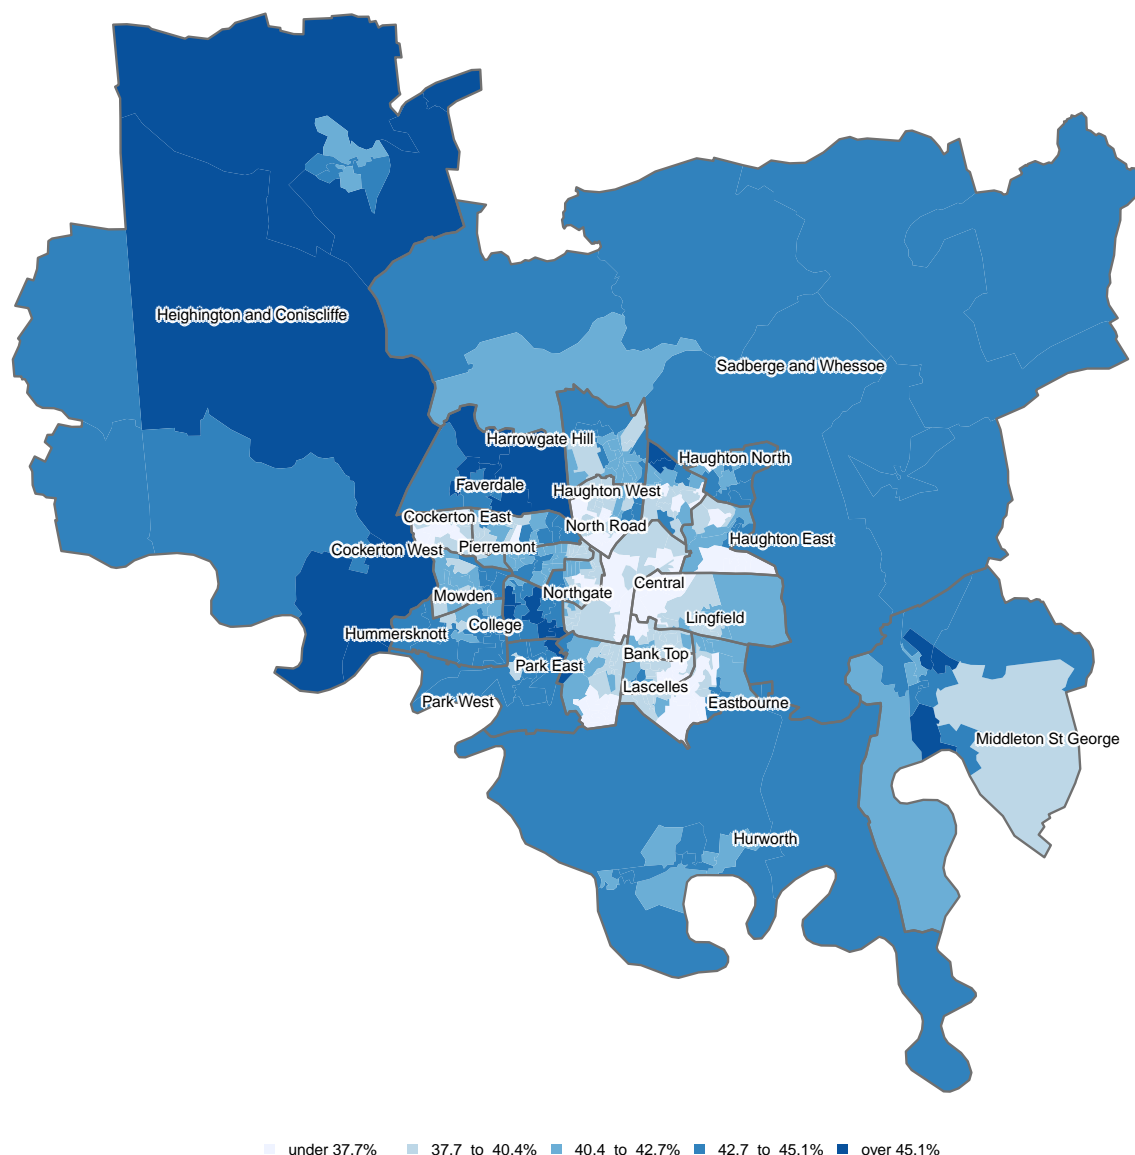 Heighington and Coniscliffe
Sadberge and Whessoe
Harrowgate Hill
Haughton North
Faverdale
Haughton West
Cockerton East
North Road
Haughton East
Cockerton West
Pierremont
Central
Mowden
Northgate
Lingfield
College
Hummersknott
Bank Top
Park East
Lascelles
Park West
Eastbourne
Middleton St George
Hurworth
under 37.7% 37.7 to 40.4% 40.4 to 42.7% 42.7 to 45.1% over 45.1%